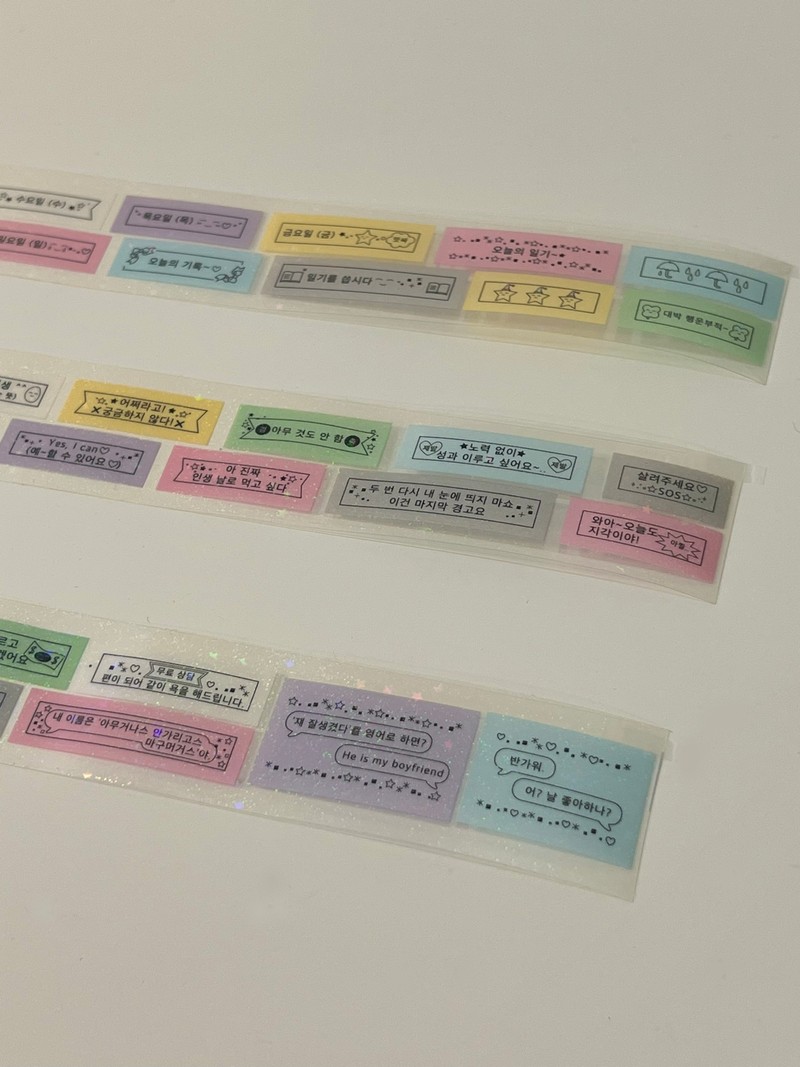 수요일 (수)
목요일 (목)
금요일 (금)
오늘의 일기~★
일요일 (일)
오늘의 기록~♡
일기를 씁시다
대박 행운부적~
어쩌라고!
궁금하지 않다!
아무 것도 안 함
제발
★노력 없이★
성과 이루고 싶어요~
제발
살려주세요♡
SOS
Yes, I can♡
(예~할 수 있어요♡)
아 진짜
인생 날로 먹고 싶다
두 번 다시 내 눈에 띄지 마쇼
이건 마지막 경고요
와아~오늘도
지각이야!
무료 상담
편이 되어 같이 욕을 해드립니다.
내 이름은 '아무거나스 안가리고스
마구머거스'야
'쟤 잘생겼다'를 영어로 하면?
He is my boyfriend
반가워.
어? 날 좋아하나?